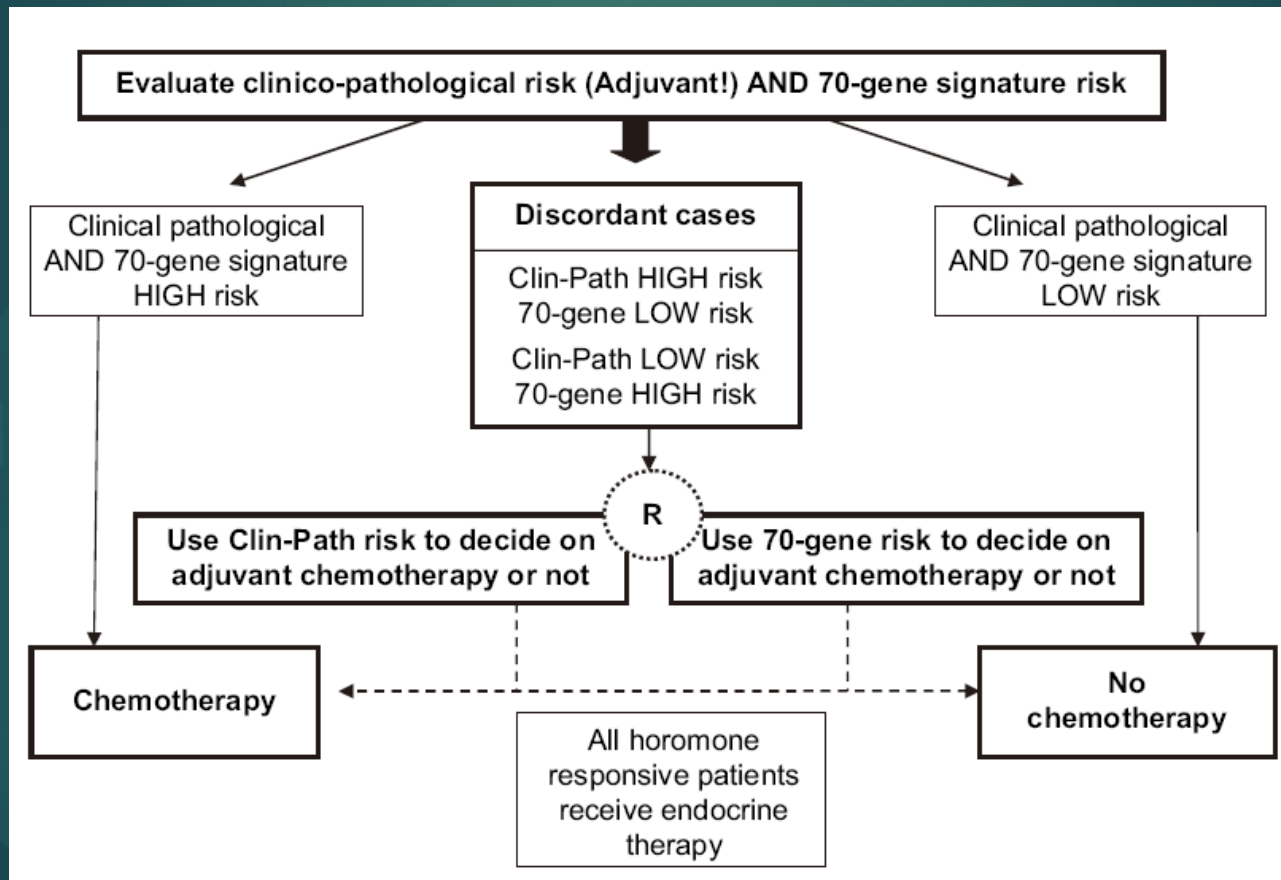 Evaluate clinico-pathological risk (Adjuvant!) AND 70-gene signature risk
Clinical pathological
AND 70-gene signature
HIGH risk
Discordant cases
Clin-Path HIGH risk
70-gene LOW risk
Clin-Path LOW risk
70-gene HIGH risk
Clinical pathological
AND 70-gene signature
LOW risk
R
Use Clin-Path risk to decide on
adjuvant chemotherapy or not
Use 70-gene risk to decide on
adjuvant chemotherapy or not
Chemotherapy
No
chemotherapy
All horomone
responsive patients
receive endocrine
therapy